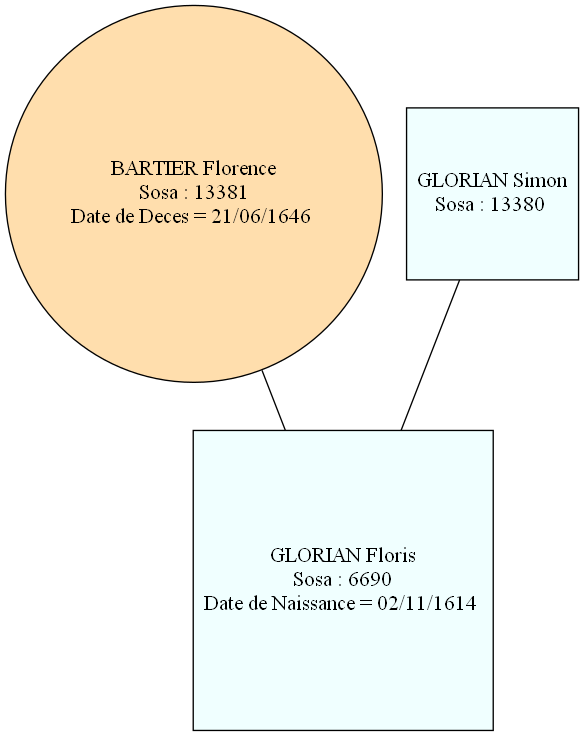 BARTIER Florence
Sosa : 13381
Date de Deces = 21/06/1646
GLORIAN Simon
Sosa : 13380
GLORIAN Floris
Sosa : 6690
Date de Naissance = 02/11/1614